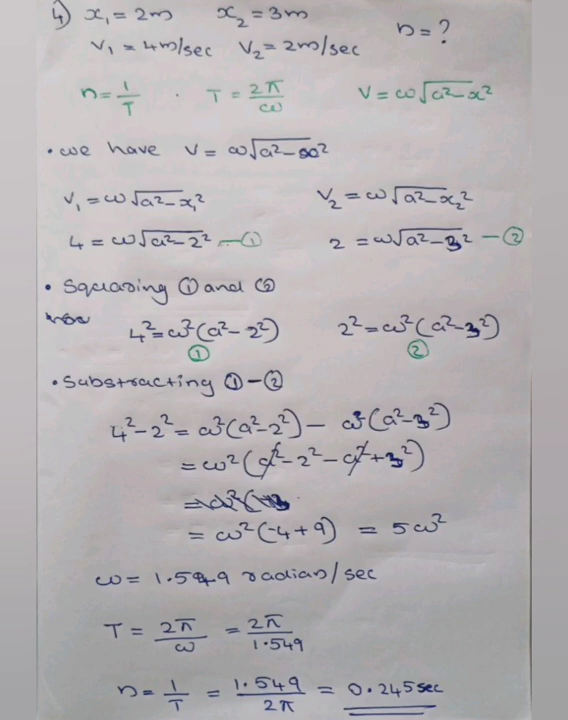 4) x₁ = 2m x₂ = 3m n = ?
v₁ = 4m/sec v₂ = 2m/sec
n = 1/T . T = 2π/ω v = ω√a²-x²
• we have v = ω√a²-x²
v₁ = ω√a²-x₁² v₂ = ω√a²-x₂²
4 = ω√a²-2² —① 2 = ω√a²-3² —②
• Squaring ① and ②
4² = ω²(a²-2²) 2² = ω²(a²-3²)
① ②
• Substracting ①-②
4²-2² = ω²(a²-2²) - ω²(a²-3²)
= ω²(a²-2²-a²+3²)
= ω²(-4+9) = 5ω²
ω = 1.549 radian/sec
T = 2π/ω = 2π/1.549
n = 1/T = 1.549/2π = 0.245sec